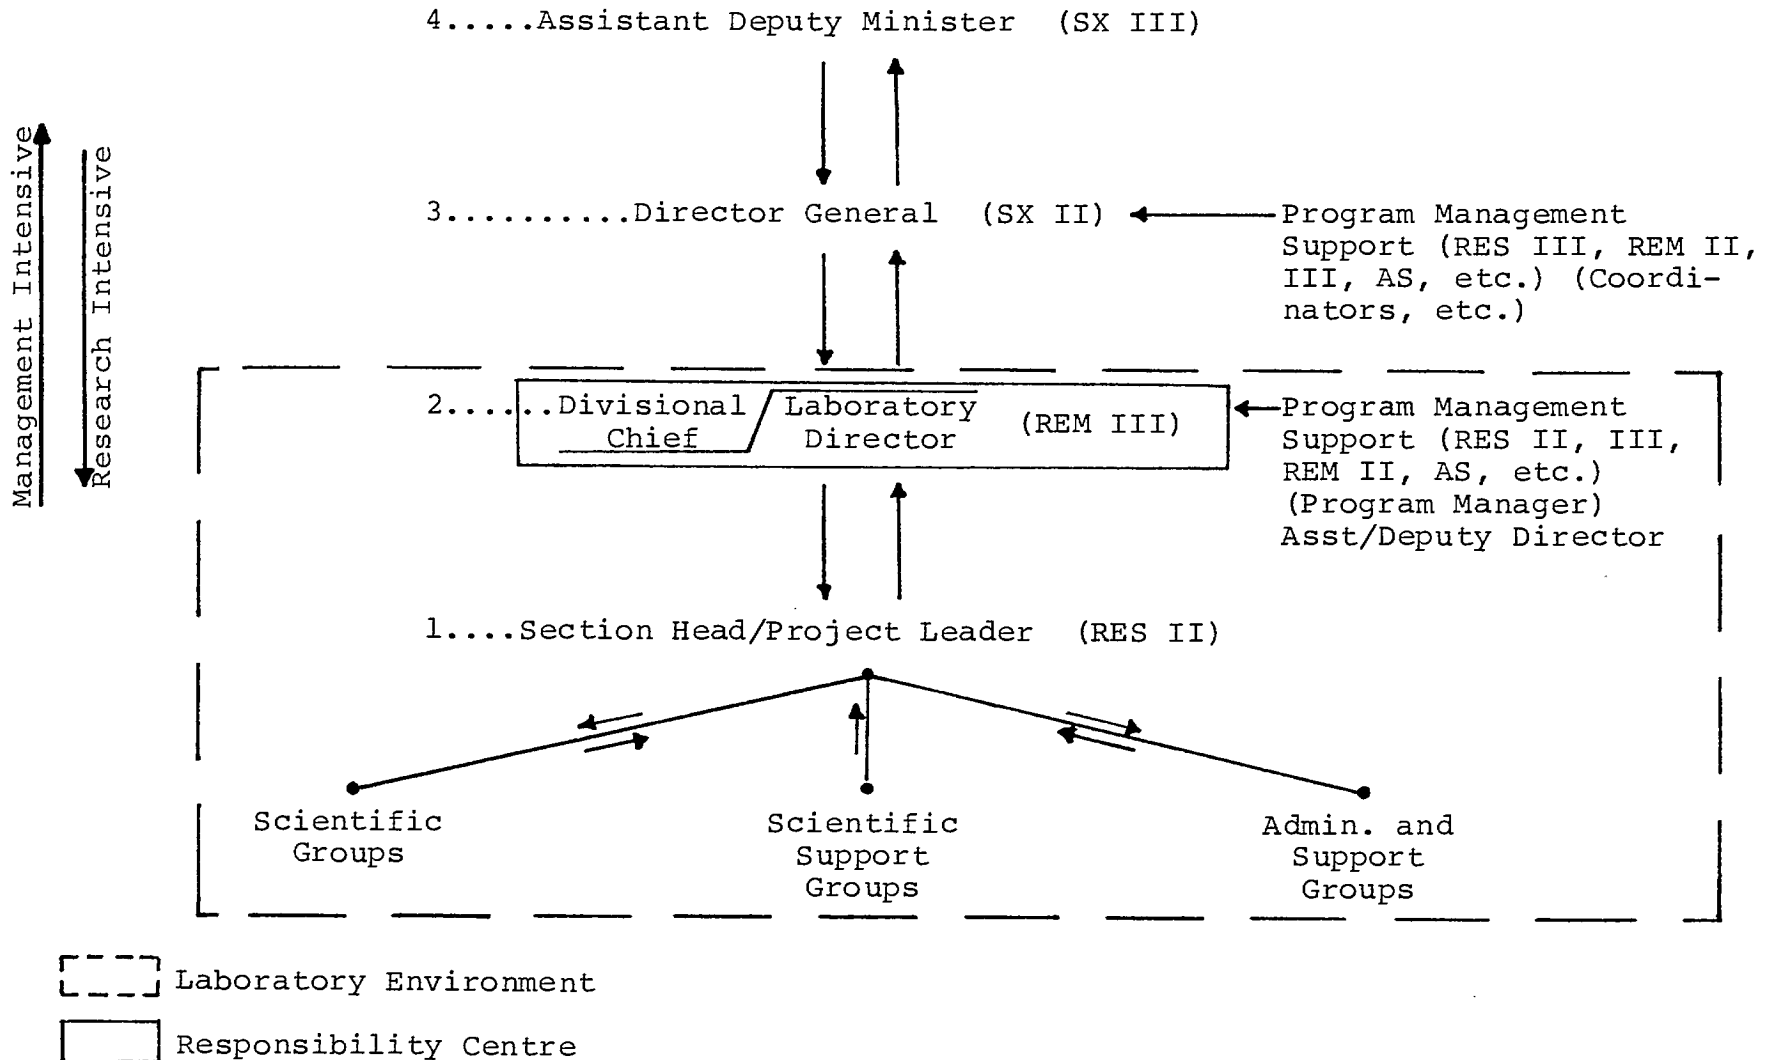 4.....Assistant Deputy Minister (SX III)
Management Intensive
Research Intensive
3..........Director General (SX II)
Program Management
Support (RES III, REM II,
III, AS, etc.) (Coordi-
nators, etc.)
2......Divisional
Chief
Laboratory
Director
(REM III)
Program Management
Support (RES II, III,
REM II, AS, etc.)
(Program Manager)
Asst/Deputy Director
1....Section Head/Project Leader (RES II)
Scientific
Groups
Scientific
Support
Groups
Admin. and
Support
Groups
Laboratory Environment
Responsibility Centre